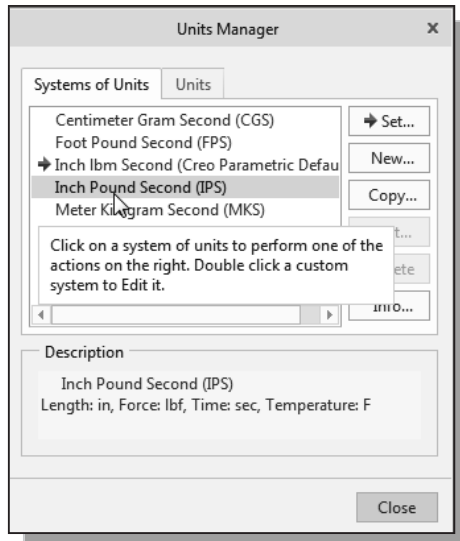 Units Manager
x
Systems of Units
Units
Centimeter Gram Second (CGS)
Foot Pound Second (FPS)
Inch lbm Second (Creo Parametric Defau
Inch Pound Second (IPS)
Meter Kilogram Second (MKS)
Click on a system of units to perform one of the
actions on the right. Double click a custom
system to Edit it.
Set...
New...
Copy...
Info...
Description
Inch Pound Second (IPS)
Length: in, Force: lbf, Time: sec, Temperature: F
Close